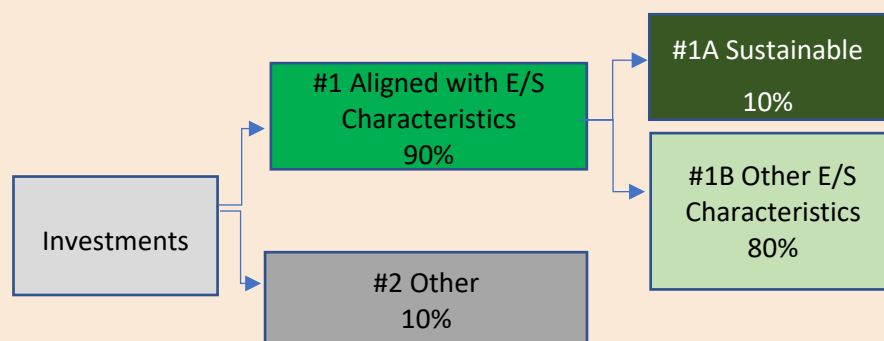 Investments
#1 Aligned with E/S
Characteristics
90%
#2 Other
10%
#1A Sustainable
10%
#1B Other E/S
Characteristics
80%